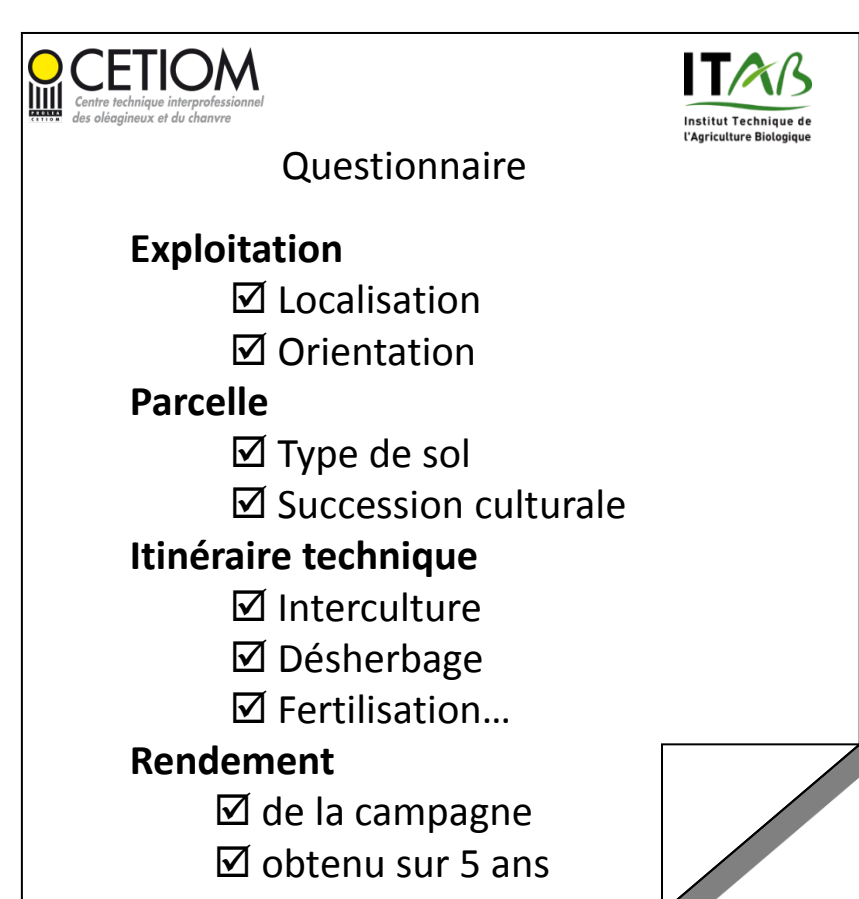 CETIOM
Centre technique interprofessionnel
des oléagineux et du chanvre
PROLEA
CETIOM
ITAB
Institut Technique de
l'Agriculture Biologique
Questionnaire
Exploitation
☑ Localisation
☑ Orientation
Parcelle
☑ Type de sol
☑ Succession culturale
Itinéraire technique
☑ Interculture
☑ Désherbage
☑ Fertilisation...
Rendement
☑ de la campagne
☑ obtenu sur 5 ans